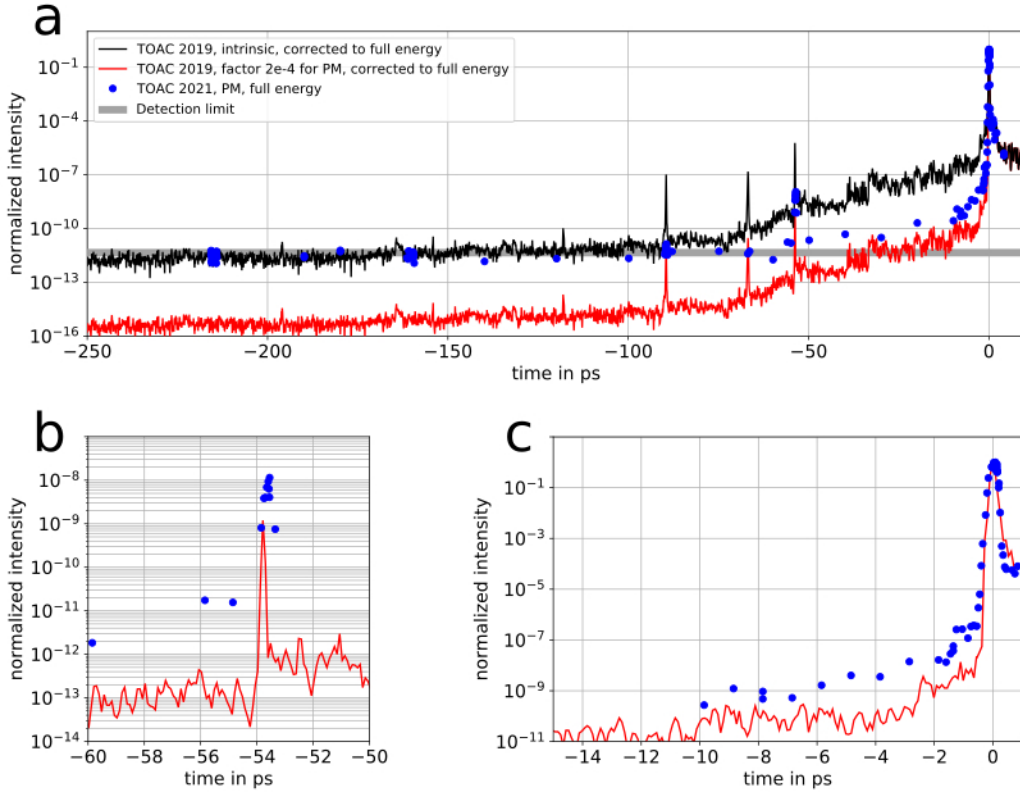 a
TOAC 2019, intrinsic, corrected to full energy
TOAC 2019, factor 2e-4 for PM, corrected to full energy
TOAC 2021, PM, full energy
Detection limit
normalized intensity
10⁻¹
10⁻⁴
10⁻⁷
10⁻¹⁰
10⁻¹³
10⁻¹⁶
−250 −200 −150 −100 −50 0
time in ps
b
normalized intensity
10⁻⁸
10⁻⁹
10⁻¹⁰
10⁻¹¹
10⁻¹²
10⁻¹³
10⁻¹⁴
−60 −58 −56 −54 −52 −50
time in ps
c
normalized intensity
10⁻¹
10⁻³
10⁻⁵
10⁻⁷
10⁻⁹
10⁻¹¹
−14 −12 −10 −8 −6 −4 −2 0
time in ps